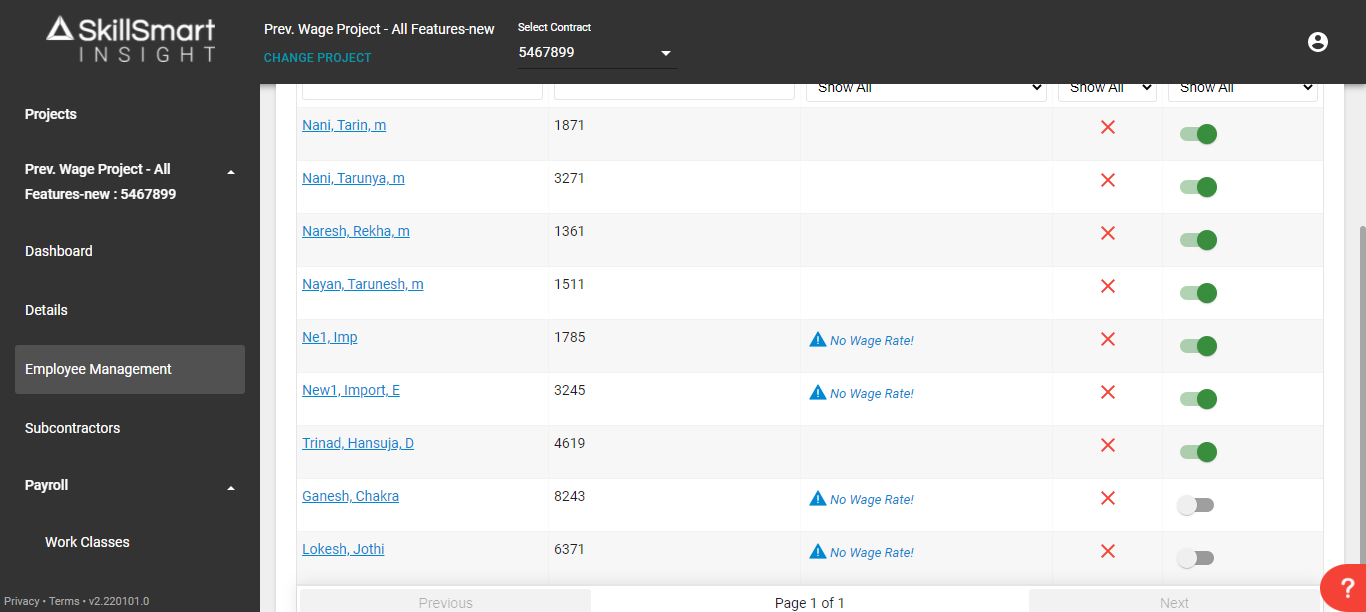 SkillSmart
INSIGHT
Prev. Wage Project - All Features-new
CHANGE PROJECT
Select Contract
5467899
Projects
Prev. Wage Project - All
Features-new : 5467899
Dashboard
Details
Employee Management
Subcontractors
Payroll
Work Classes
Privacy • Terms • v2.220101.0
Show All Show All Show All
Nani, Tarin, m 1871
Nani, Tarunya, m 3271
Naresh, Rekha, m 1361
Nayan, Tarunesh, m 1511
Ne1, Imp 1785 No Wage Rate!
New1, Import, E 3245 No Wage Rate!
Trinad, Hansuja, D 4619
Ganesh, Chakra 8243 No Wage Rate!
Lokesh, Jothi 6371 No Wage Rate!
Previous Page 1 of 1 Next
?